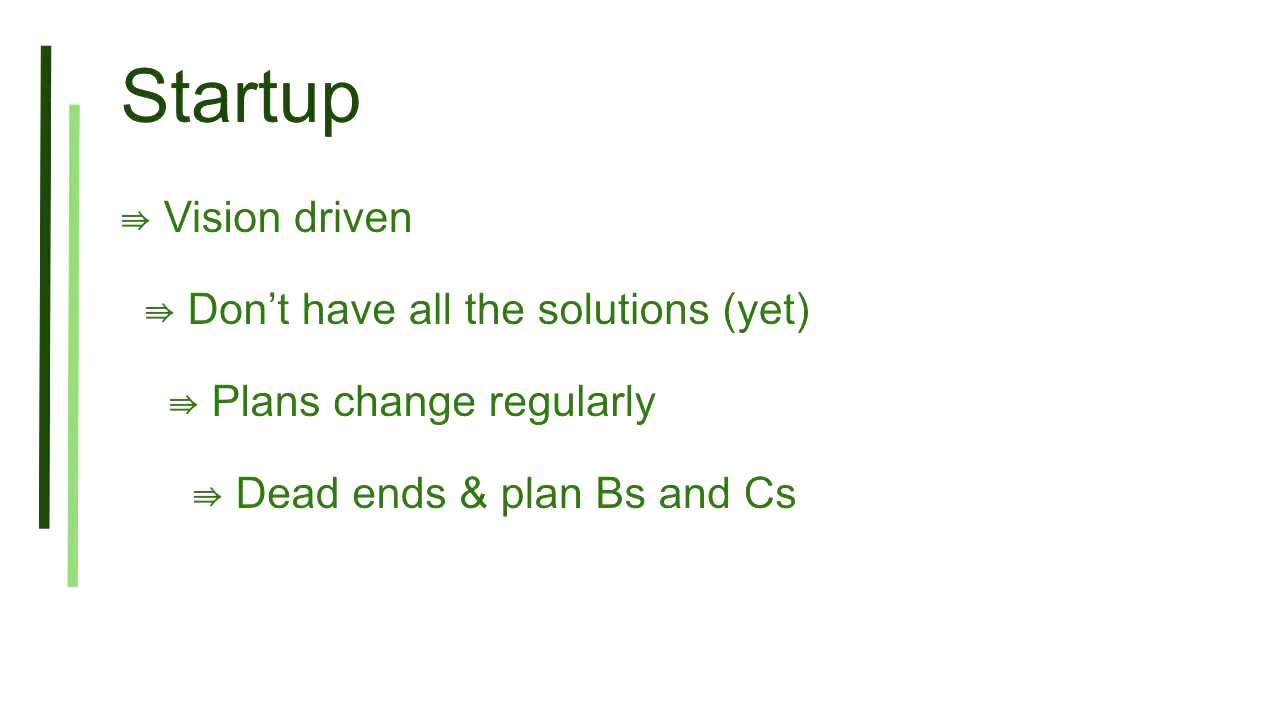 Startup
⇛ Vision driven
⇛ Don’t have all the solutions (yet)
⇛ Plans change regularly
⇛ Dead ends & plan Bs and Cs